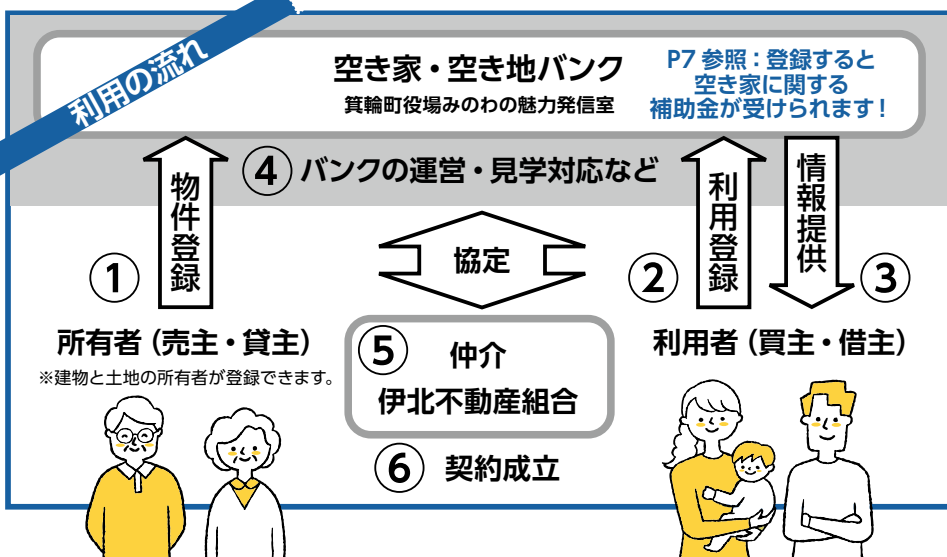 利用の流れ
空き家・空き地バンク
箕輪町役場みのわの魅力発信室
P7 参照：登録すると
空き家に関する
補助金が受けられます！
④ バンクの運営・見学対応など
① 物件登録
協定
② 利用登録
情報提供 ③
所有者（売主・貸主）
※建物と土地の所有者が登録できます。
⑤ 仲介
伊北不動産組合
利用者（買主・借主）
⑥ 契約成立